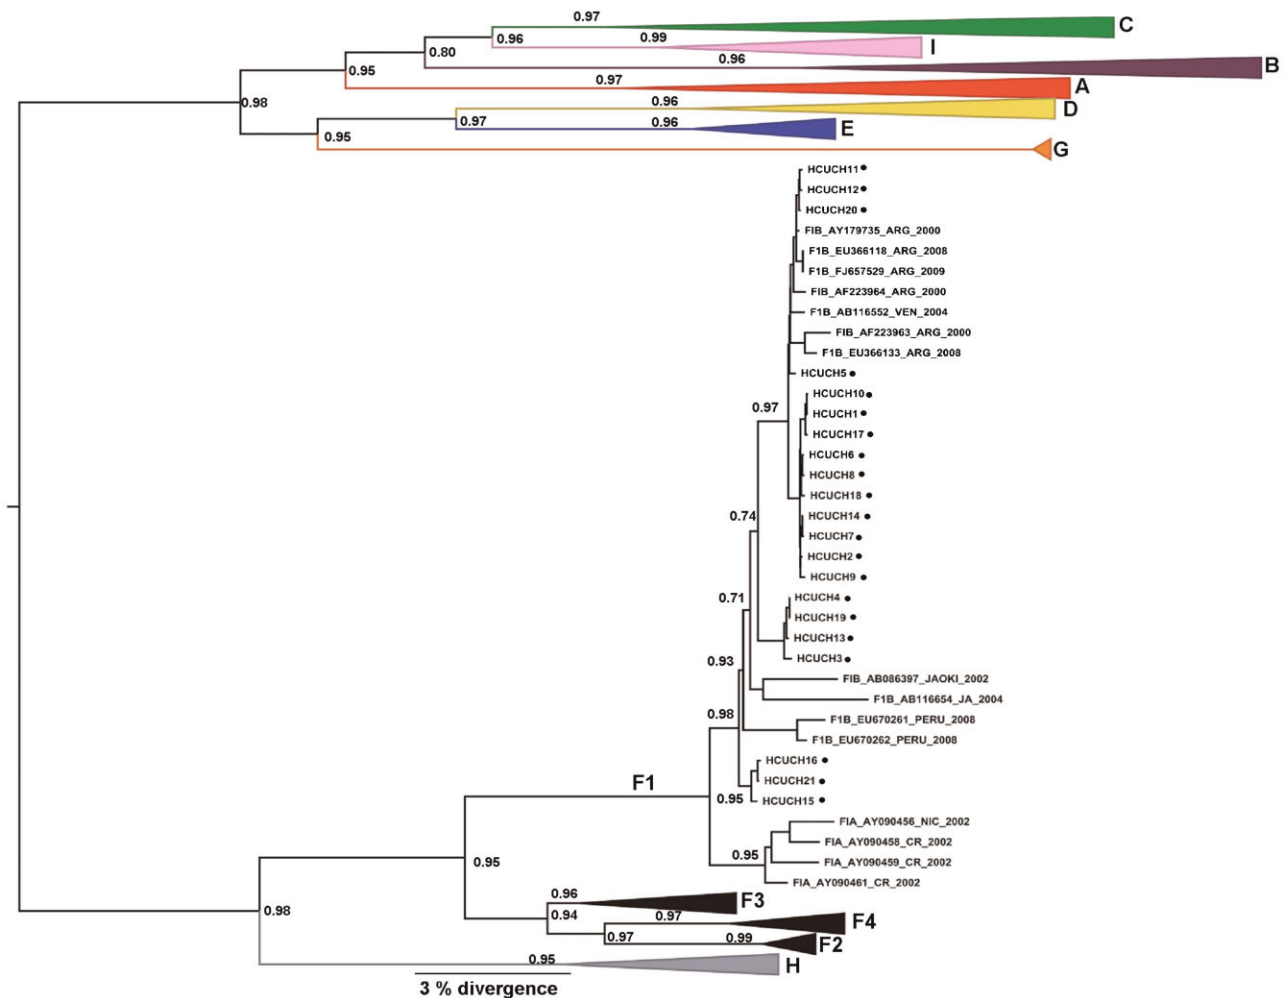 0.97
C
0.96
0.99
I
0.80
0.96
B
0.95
0.97
A
0.98
0.96
D
0.97
0.96
E
0.95
G
HCUCH11
HCUCH12
HCUCH20
FIB_AY179735_ARG_2000
F1B_EU366118_ARG_2008
F1B_FJ657529_ARG_2009
FIB_AF223964_ARG_2000
F1B_AB116552_VEN_2004
FIB_AF223963_ARG_2000
F1B_EU366133_ARG_2008
HCUCH5
HCUCH10
0.97
HCUCH1
HCUCH17
HCUCH6
HCUCH8
HCUCH18
0.74
HCUCH14
HCUCH7
HCUCH2
HCUCH9
0.71
HCUCH4
HCUCH19
HCUCH13
0.93
HCUCH3
FIB_AB086397_JAOKI_2002
F1B_AB116654_JA_2004
0.98
F1B_EU670261_PERU_2008
F1B_EU670262_PERU_2008
HCUCH16
F1
HCUCH21
0.95
HCUCH15
FIA_AY090456_NIC_2002
FIA_AY090458_CR_2002
0.95
FIA_AY090459_CR_2002
0.95
FIA_AY090461_CR_2002
0.96
F3
0.98
0.94
0.97
F4
0.97
0.99
F2
0.95
H
3 % divergence